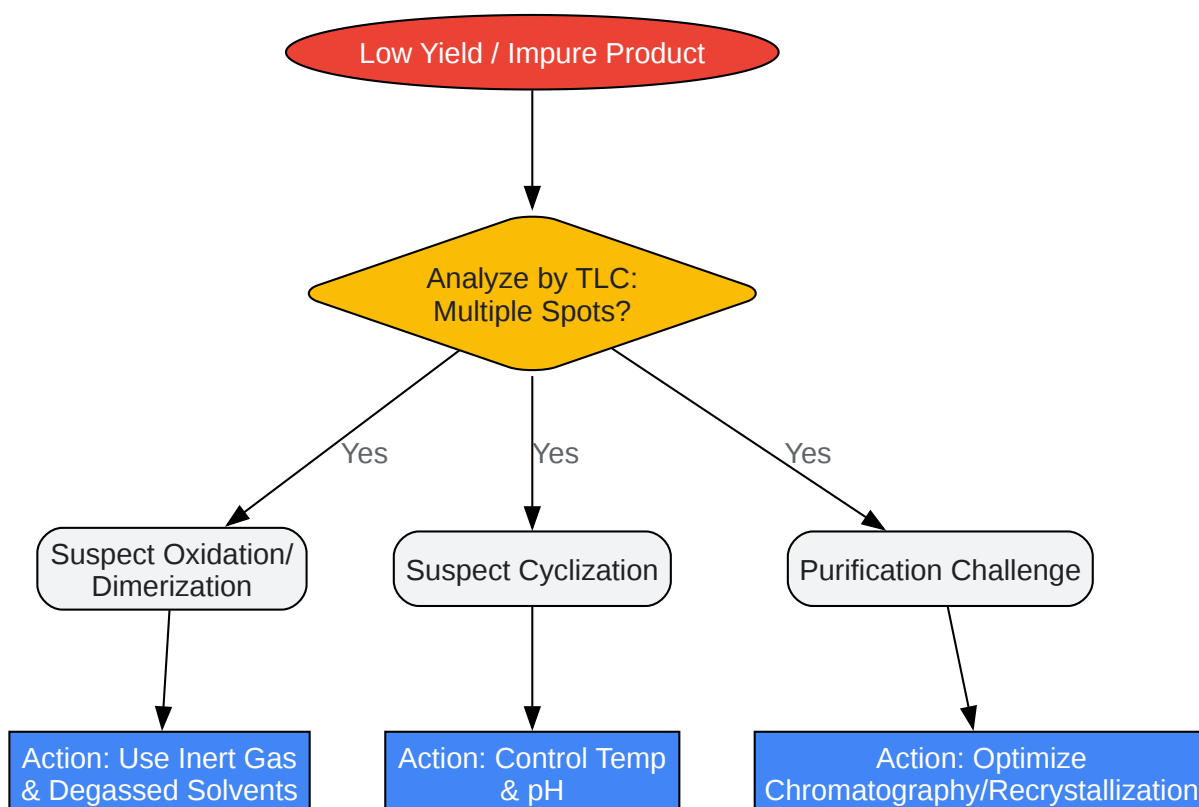 Low Yield / Impure Product
Analyze by TLC:
Multiple Spots?
Yes
Yes
Yes
Suspect Oxidation/
Dimerization
Suspect Cyclization
Purification Challenge
Action: Use Inert Gas
& Degassed Solvents
Action: Control Temp
& pH
Action: Optimize
Chromatography/Recrystallization